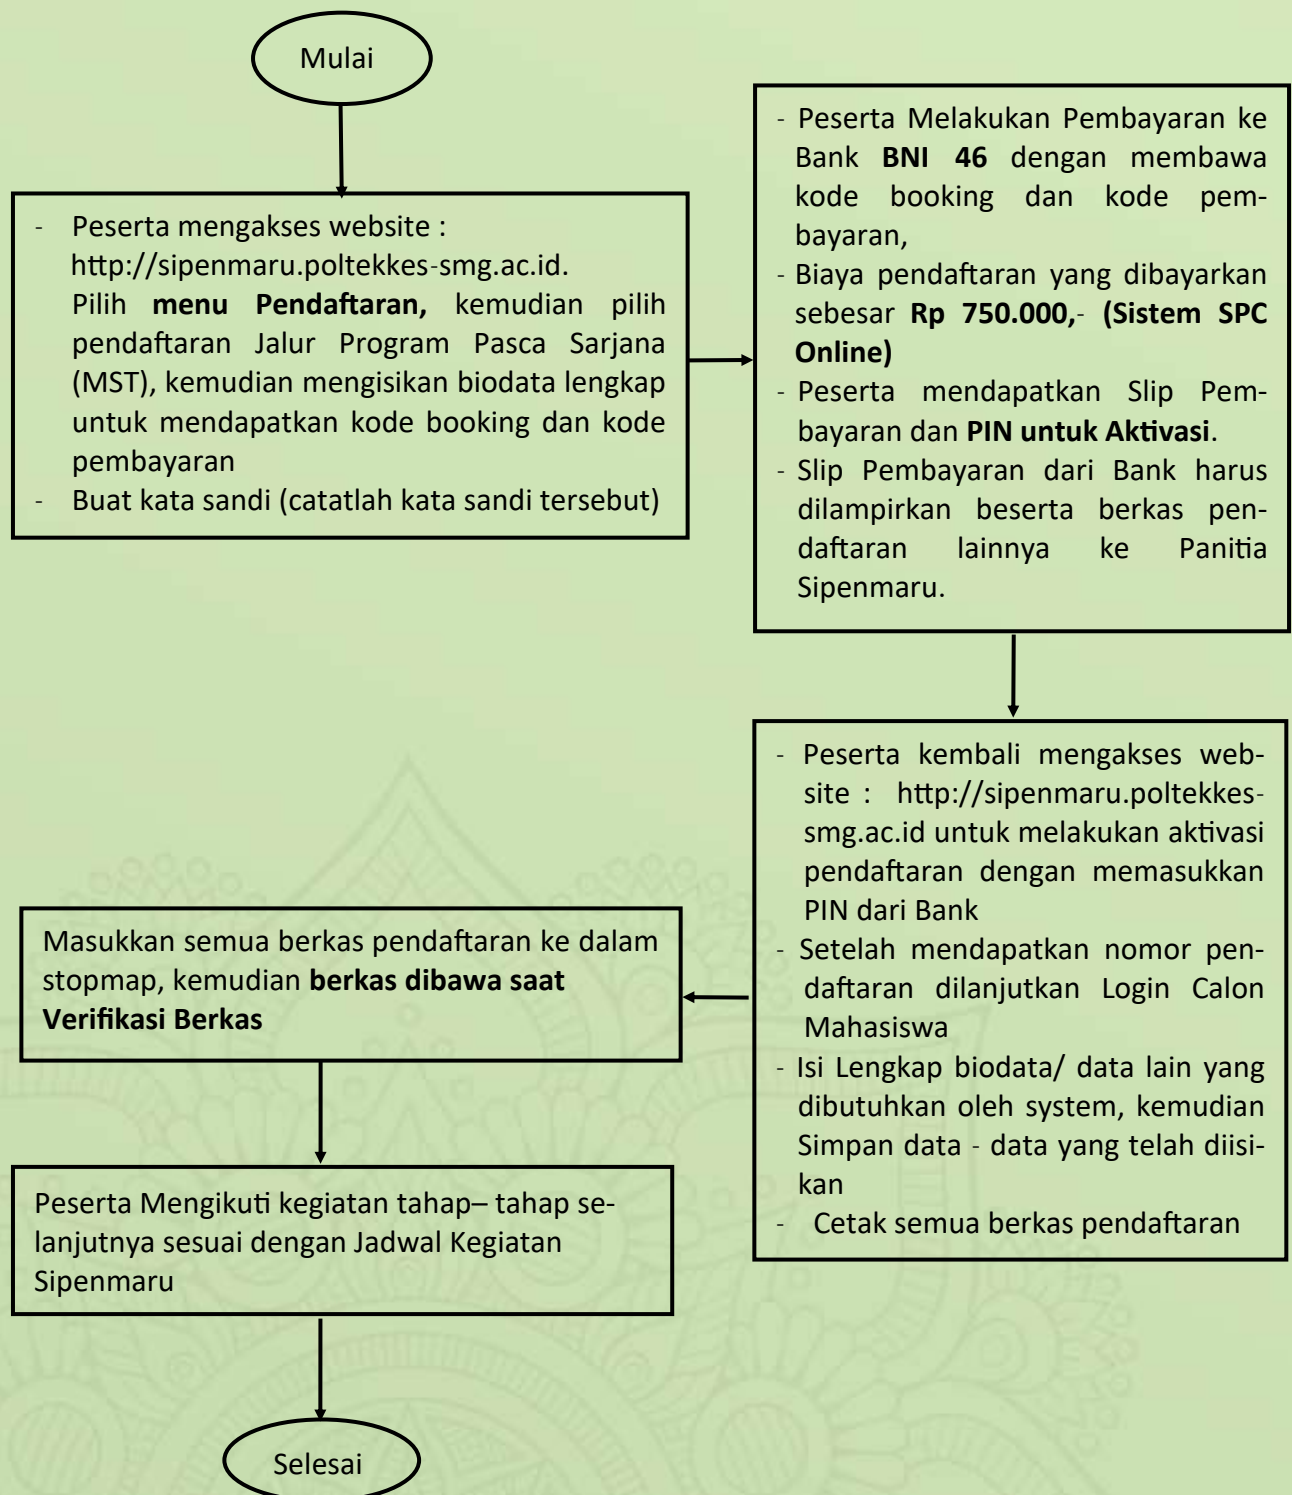 Mulai
- Peserta mengakses website :
http://sipenmaru.poltekkes-smg.ac.id.
Pilih menu Pendaftaran, kemudian pilih
pendaftaran Jalur Program Pasca Sarjana
(MST), kemudian mengisikan biodata lengkap
untuk mendapatkan kode booking dan kode
pembayaran
- Buat kata sandi (catatlah kata sandi tersebut)
- Peserta Melakukan Pembayaran ke
Bank BNI 46 dengan membawa
kode booking dan kode pem-
bayaran,
- Biaya pendaftaran yang dibayarkan
sebesar Rp 750.000,- (Sistem SPC
Online)
- Peserta mendapatkan Slip Pem-
bayaran dan PIN untuk Aktivasi.
- Slip Pembayaran dari Bank harus
dilampirkan beserta berkas pen-
daftaran lainnya ke Panitia
Sipenmaru.
- Peserta kembali mengakses web-
site : http://sipenmaru.poltekkes-
smg.ac.id untuk melakukan aktivasi
pendaftaran dengan memasukkan
PIN dari Bank
- Setelah mendapatkan nomor pen-
daftaran dilanjutkan Login Calon
Mahasiswa
- Isi Lengkap biodata/ data lain yang
dibutuhkan oleh system, kemudian
Simpan data - data yang telah diisi-
kan
- Cetak semua berkas pendaftaran
Masukkan semua berkas pendaftaran ke dalam
stopmap, kemudian berkas dibawa saat
Verifikasi Berkas
Peserta Mengikuti kegiatan tahap– tahap se-
lanjutnya sesuai dengan Jadwal Kegiatan
Sipenmaru
Selesai